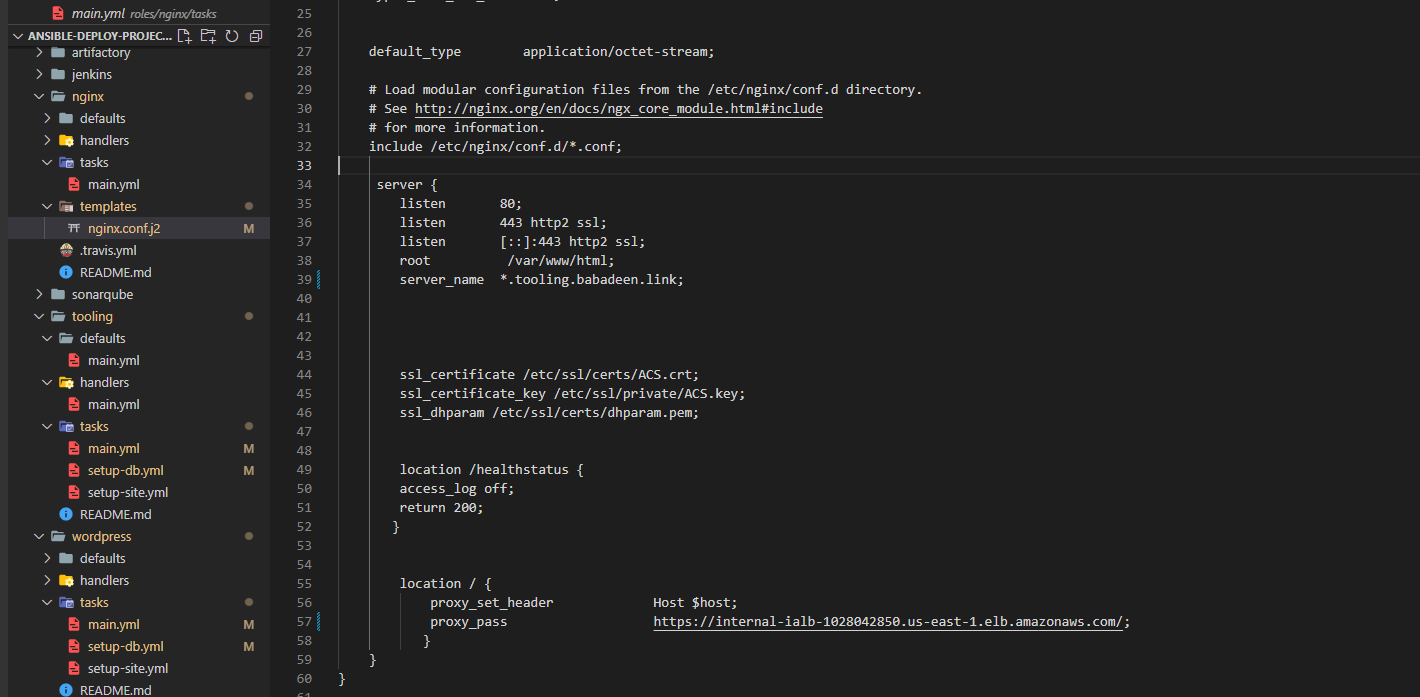 main.yml roles/nginx/tasks
ANSIBLE-DEPLOY-PROJEC...
artifactory
jenkins
nginx
defaults
handlers
tasks
main.yml
templates
nginx.conf.j2 M
.travis.yml
README.md
sonarqube
tooling
defaults
main.yml
handlers
main.yml
tasks
main.yml M
setup-db.yml M
setup-site.yml
README.md
wordpress
defaults
handlers
tasks
main.yml M
setup-db.yml M
setup-site.yml
README.md
25
26
27 default_type application/octet-stream;
28
29 # Load modular configuration files from the /etc/nginx/conf.d directory.
30 # See http://nginx.org/en/docs/ngx_core_module.html#include
31 # for more information.
32 include /etc/nginx/conf.d/*.conf;
33
34 server {
35 listen 80;
36 listen 443 http2 ssl;
37 listen [::]:443 http2 ssl;
38 root /var/www/html;
39 server_name *.tooling.babadeen.link;
40
41
42
43
44 ssl_certificate /etc/ssl/certs/ACS.crt;
45 ssl_certificate_key /etc/ssl/private/ACS.key;
46 ssl_dhparam /etc/ssl/certs/dhparam.pem;
47
48
49 location /healthstatus {
50 access_log off;
51 return 200;
52 }
53
54
55 location / {
56 proxy_set_header Host $host;
57 proxy_pass https://internal-ialb-1028042850.us-east-1.elb.amazonaws.com/;
58 }
59 }
60 }